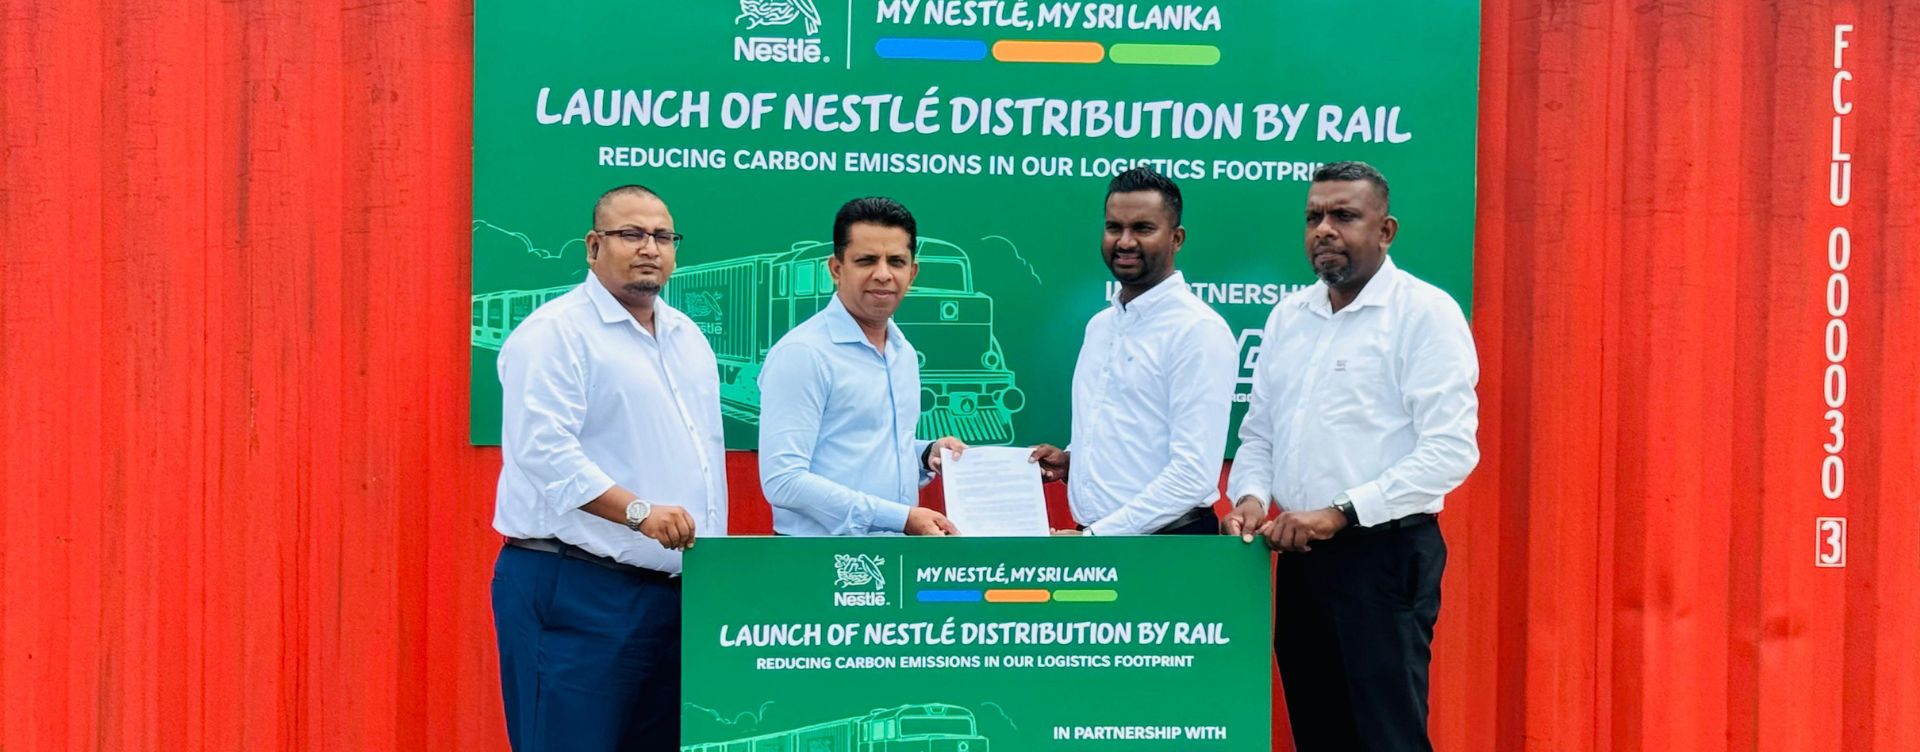 Nestlé.
MY NESTLÉ, MY SRI LANKA
LAUNCH OF NESTLÉ DISTRIBUTION BY RAIL
REDUCING CARBON EMISSIONS IN OUR LOGISTICS
Nestlé.
MY NESTLÉ, MY SRI LANKA
LAUNCH OF NESTLÉ DISTRIBUTION BY RAIL
REDUCING CARBON EMISSIONS IN OUR LOGISTICS FOOTPRINT
IN PARTNERSHIP WITH
FCLU 000030 3